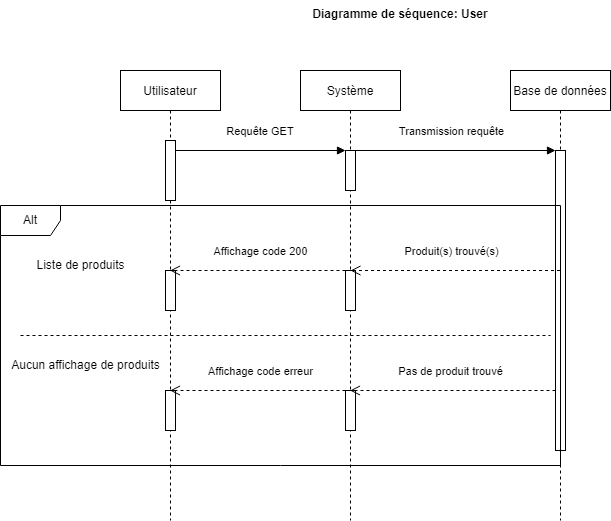 Diagramme de séquence: User
Utilisateur
Système
Base de données
Requête GET
Transmission requête
Alt
Affichage code 200
Produit(s) trouvé(s)
Liste de produits
Aucun affichage de produits
Affichage code erreur
Pas de produit trouvé